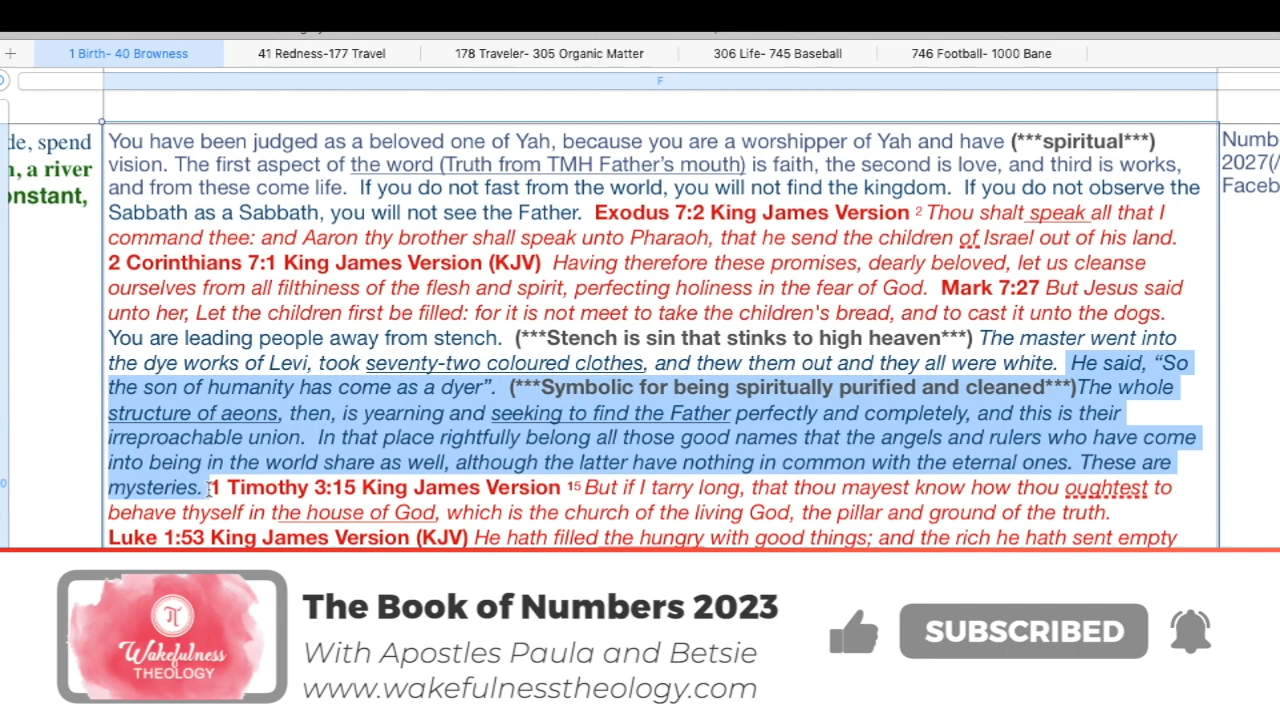 1 Birth- 40 Browness
41 Redness-177 Travel
178 Traveler- 305 Organic Matter
306 Life- 745 Baseball
746 Football- 1000 Bane
F
de, spend
a river
onstant,
You have been judged as a beloved one of Yah, because you are a worshipper of Yah and have (***spiritual***)
vision. The first aspect of the word (Truth from TMH Father's mouth) is faith, the second is love, and third is works,
and from these come life. If you do not fast from the world, you will not find the kingdom. If you do not observe the
Sabbath as a Sabbath, you will not see the Father. Exodus 7:2 King James Version 2 Thou shalt speak all that I
command thee: and Aaron thy brother shall speak unto Pharaoh, that he send the children of Israel out of his land.
2 Corinthians 7:1 King James Version (KJV) Having therefore these promises, dearly beloved, let us cleanse
ourselves from all filthiness of the flesh and spirit, perfecting holiness in the fear of God. Mark 7:27 But Jesus said
unto her, Let the children first be filled: for it is not meet to take the children's bread, and to cast it unto the dogs.
You are leading people away from stench. (***Stench is sin that stinks to high heaven***) The master went into
the dye works of Levi, took seventy-two coloured clothes, and thew them out and they all were white. He said, "So
the son of humanity has come as a dyer". (***Symbolic for being spiritually purified and cleaned***)The whole
structure of aeons, then, is yearning and seeking to find the Father perfectly and completely, and this is their
irreproachable union. In that place rightfully belong all those good names that the angels and rulers who have come
into being in the world share as well, although the latter have nothing in common with the eternal ones. These are
mysteries. 1 Timothy 3:15 King James Version 15 But if I tarry long, that thou mayest know how thou oughtest to
behave thyself in the house of God, which is the church of the living God, the pillar and ground of the truth.
Luke 1:53 King James Version (KJV) He hath filled the hungry with good things; and the rich he hath sent empty
Numb
2027(/
Faceb
Wakefulness
THEOLOGY
The Book of Numbers 2023
With Apostles Paula and Betsie
www.wakefulnesstheology.com
SUBSCRIBED